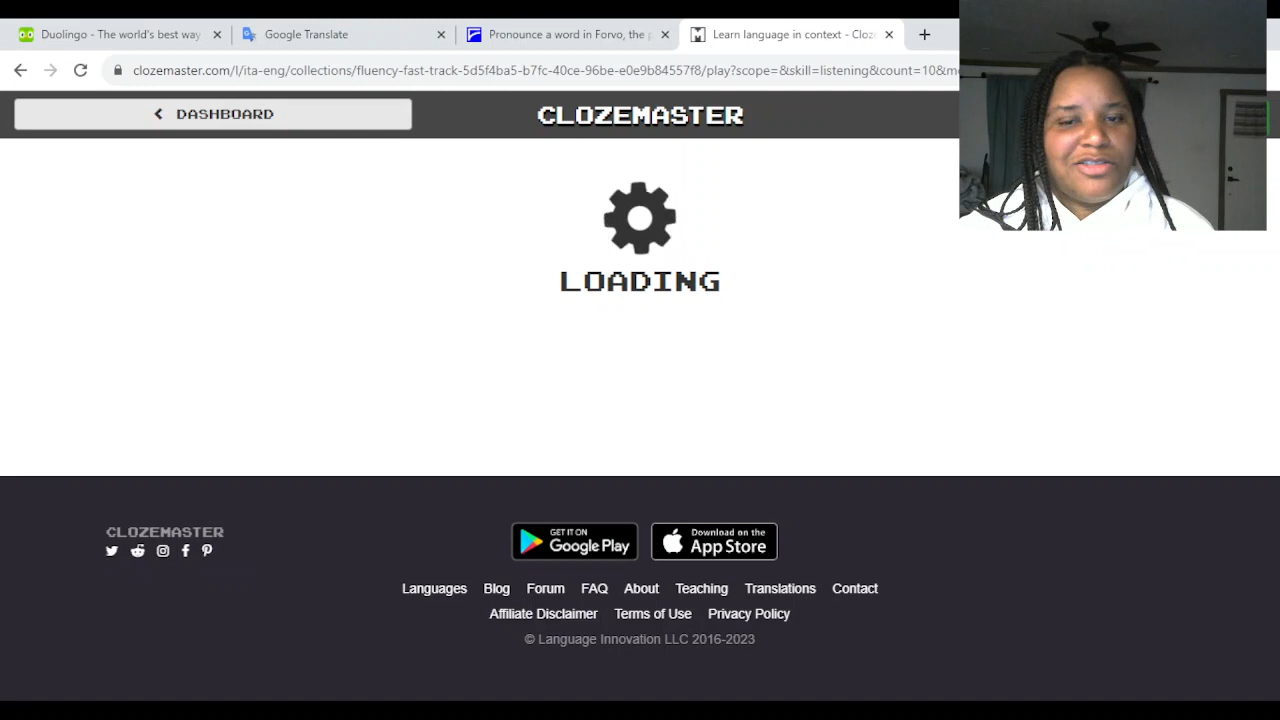 Duolingo - The world's best way
Google Translate
Pronounce a word in Forvo, the p
Learn language in context - Cloz
clozemaster.com/l/ita-eng/collections/fluency-fast-track-5d5f4ba5-b7fc-40ce-96be-e0e9b84557f8/play?scope=&skill=listening&count=10&m
DASHBOARD
CLOZEMASTER
LOADING
CLOZEMASTER
GET IT ON
Google Play
Download on the
App Store
Languages Blog Forum FAQ About Teaching Translations Contact
Affiliate Disclaimer Terms of Use Privacy Policy
© Language Innovation LLC 2016-2023